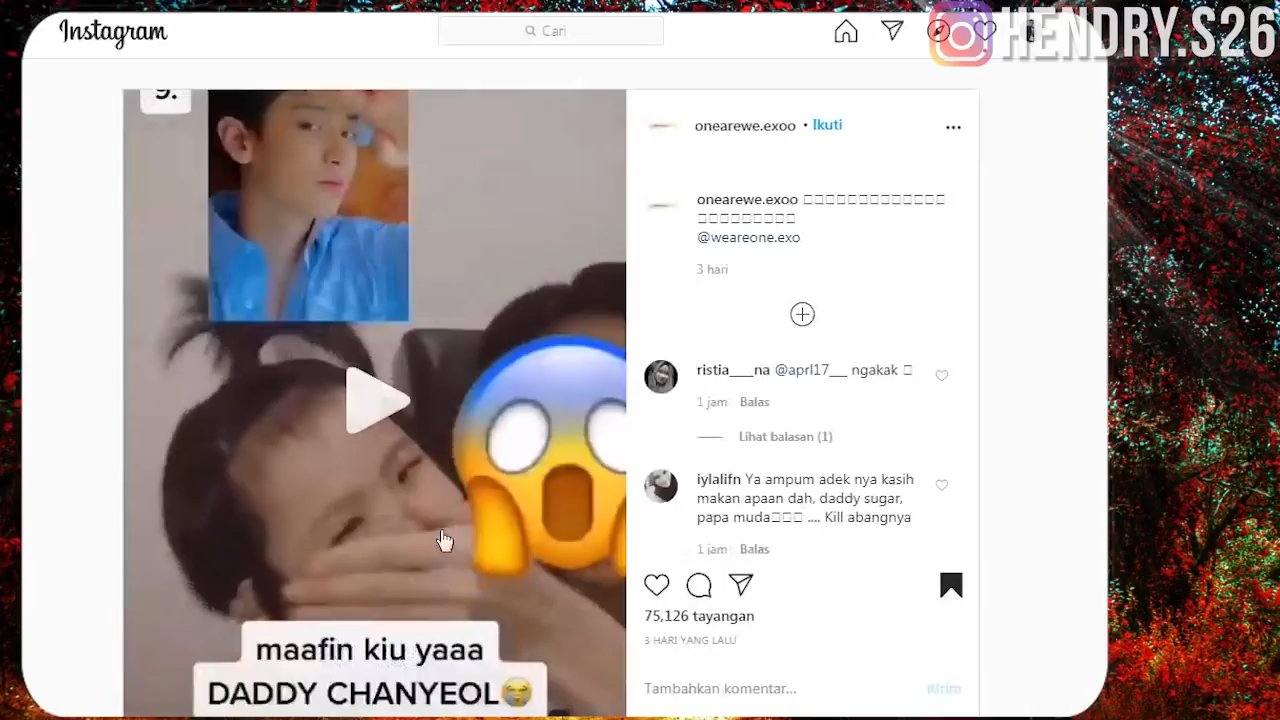 Instagram
Cari
HENDRY.S26
9.
onearewe.exoo • Ikuti
onearewe.exoo
@weareone.exo
3 hari
ristia___na @aprl17__ ngakak
1 jam Balas
Lihat balasan (1)
iylalifn Ya ampum adek nya kasih
makan apaan dah, daddy sugar,
papa muda .... Kill abangnya
1 jam Balas
75,126 tayangan
3 HARI YANG LALU
Tambahkan komentar...
Kirim
maafin kiu yaaa
DADDY CHANYEOL😭